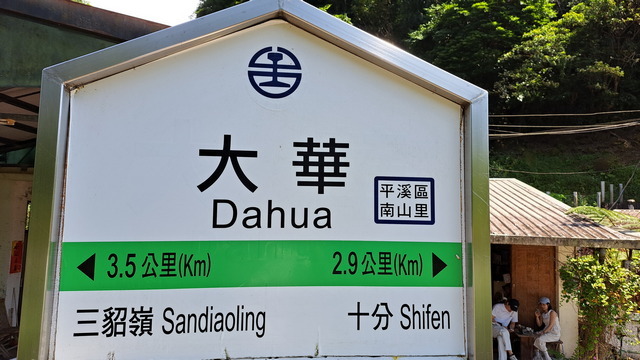 大華
Dahua
平溪區
南山里
◀ 3.5公里(Km)
2.9公里(Km) ▶
三貂嶺 Sandiaoling
十分 Shifen